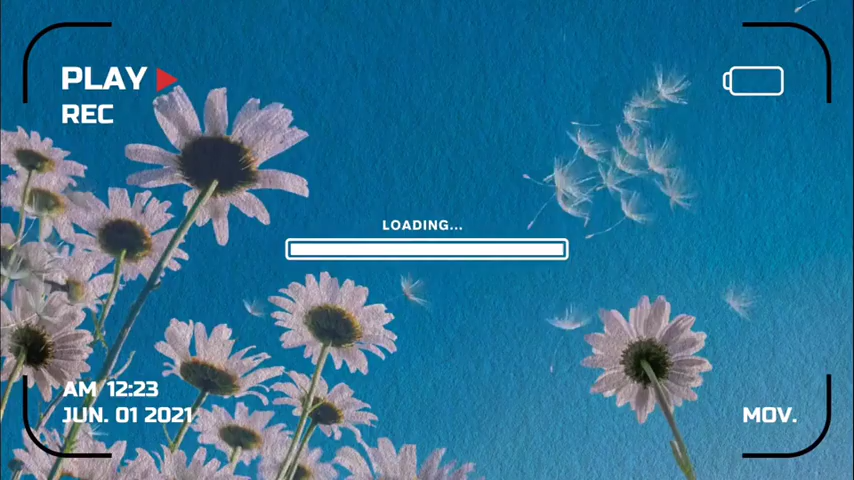 PLAY
REC
LOADING...
AM 12:23
JUN. 01 2021
MOV.